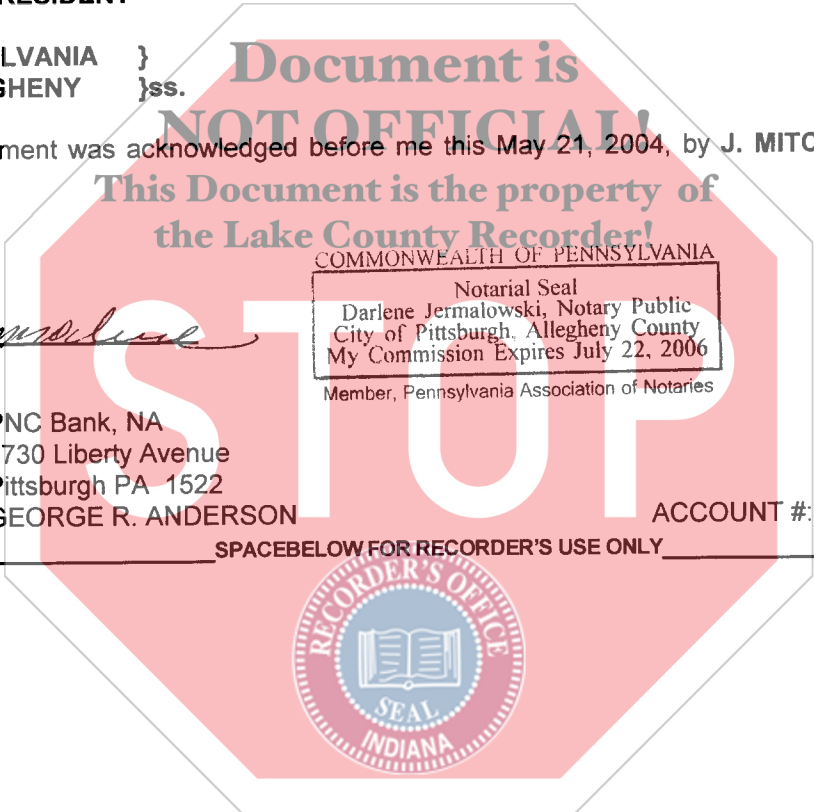 RESIDENT
LVANIA }
GHENY }ss.
Document is
NOT OFFICIAL!
ment was acknowledged before me this May 21, 2004, by J. MITC
This Document is the property of
the Lake County Recorder!
COMMONWEALTH OF PENNSYLVANIA
Notarial Seal
Darlene Jermalowski, Notary Public
City of Pittsburgh, Allegheny County
My Commission Expires July 22, 2006
Member, Pennsylvania Association of Notaries
STOP
PNC Bank, NA
730 Liberty Avenue
Pittsburgh PA 1522
GEORGE R. ANDERSON ACCOUNT #:
SPACEBELOW FOR RECORDER'S USE ONLY
RECORDER'S OFFICE
SEAL
INDIANA